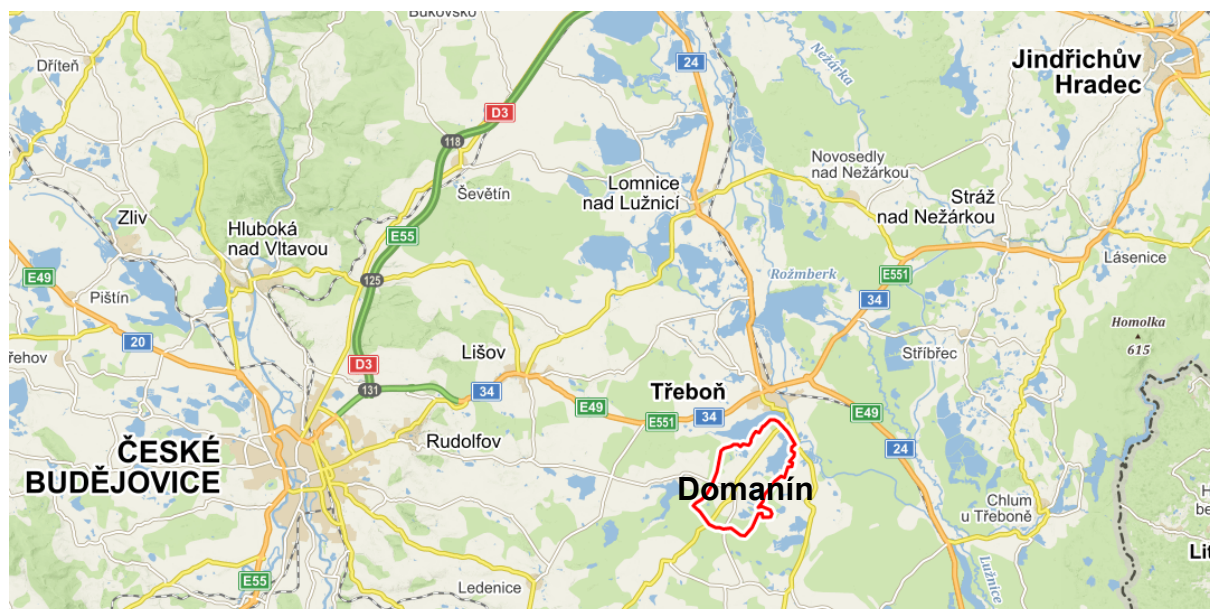 Bukovsko
Dříteň
24
Nežárka
Jindřichův
Hradec
D3
118
Ševětín
Novosedly
nad Nežárkou
Lomnice
nad Lužnicí
Stráž
nad Nežárkou
Zliv
Hluboká
nad Vltavou
E55
E49
Pištín
125
Rožmberk
E551
Lásenice
34
20
Homolka
615
řehov
Lišov
Stříbřec
D3
131
34
Třeboň
E49
E551
34
E49
24
Rudolfov
ČESKÉ
BUDĚJOVICE
Domanín
Chlum
u Třeboně
H
be
Lit
E55
Ledenice
Lužnice